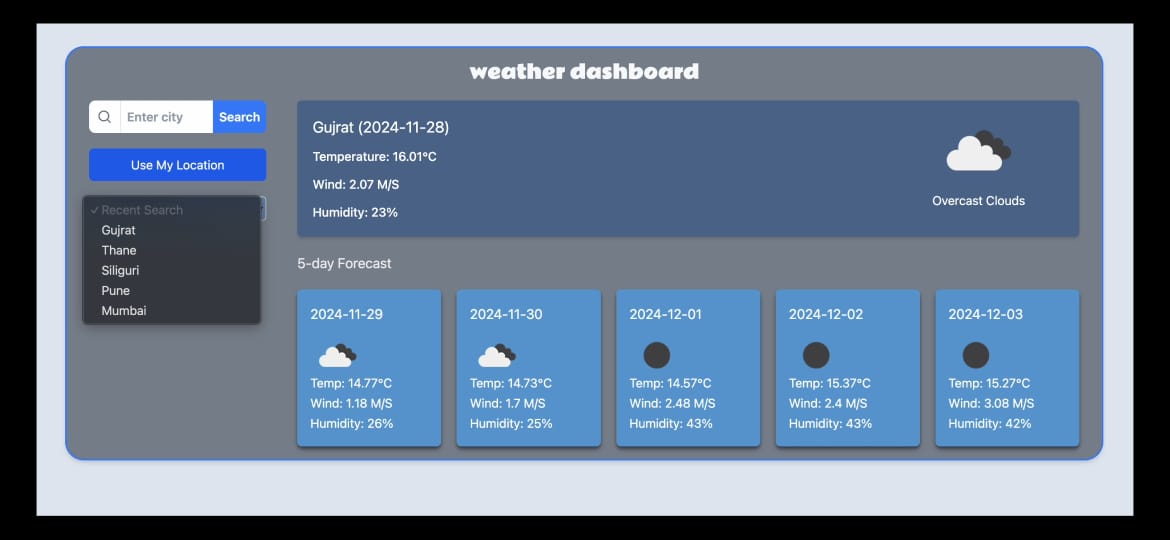 weather dashboard
Enter city
Search
Use My Location
✓ Recent Search
Gujrat
Thane
Siliguri
Pune
Mumbai
Gujrat (2024-11-28)
Temperature: 16.01°C
Wind: 2.07 M/S
Humidity: 23%
Overcast Clouds
5-day Forecast
2024-11-29
Temp: 14.77°C
Wind: 1.18 M/S
Humidity: 26%
2024-11-30
Temp: 14.73°C
Wind: 1.7 M/S
Humidity: 25%
2024-12-01
Temp: 14.57°C
Wind: 2.48 M/S
Humidity: 43%
2024-12-02
Temp: 15.37°C
Wind: 2.4 M/S
Humidity: 43%
2024-12-03
Temp: 15.27°C
Wind: 3.08 M/S
Humidity: 42%